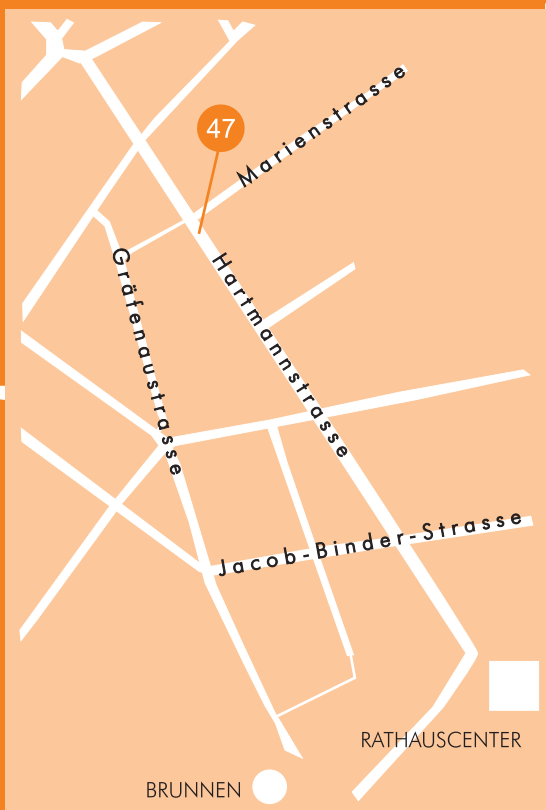 47
Marienstrasse
Hartmannstrasse
Gräfenaustrasse
Jacob-Binder-Strasse
RATHAUSCENTER
BRUNNEN